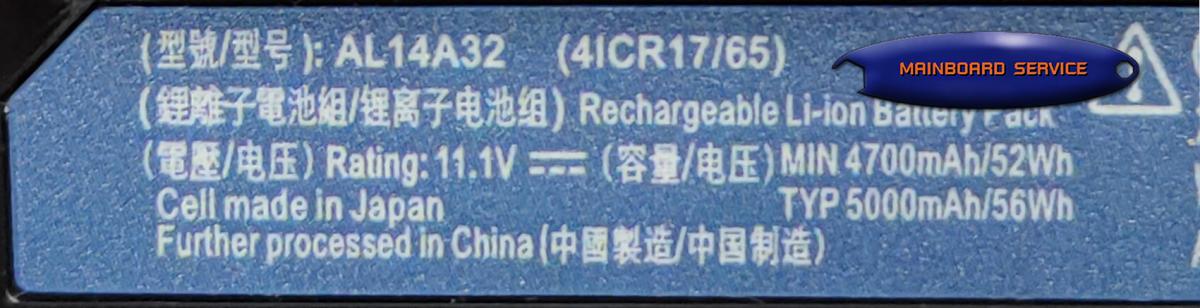 (型號/型号): AL14A32 (4ICR17/65)
MAINBOARD SERVICE
(鋰離子電池組/锂离子电池组) Rechargeable Li-ion Battery Pack
(電壓/电压) Rating: 11.1V ⎓ (容量/电压) MIN 4700mAh/52Wh
Cell made in Japan TYP 5000mAh/56Wh
Further processed in China (中國製造/中国制造)